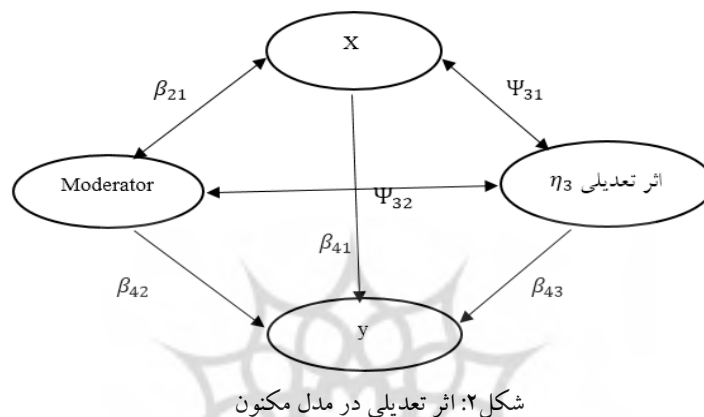 X
β₂₁
Ψ₃₁
Moderator
اثر تعدیلی η₃
Ψ₃₂
β₄₁
β₄₂
β₄₃
y
شکل۲: اثر تعدیلی در مدل مکنون